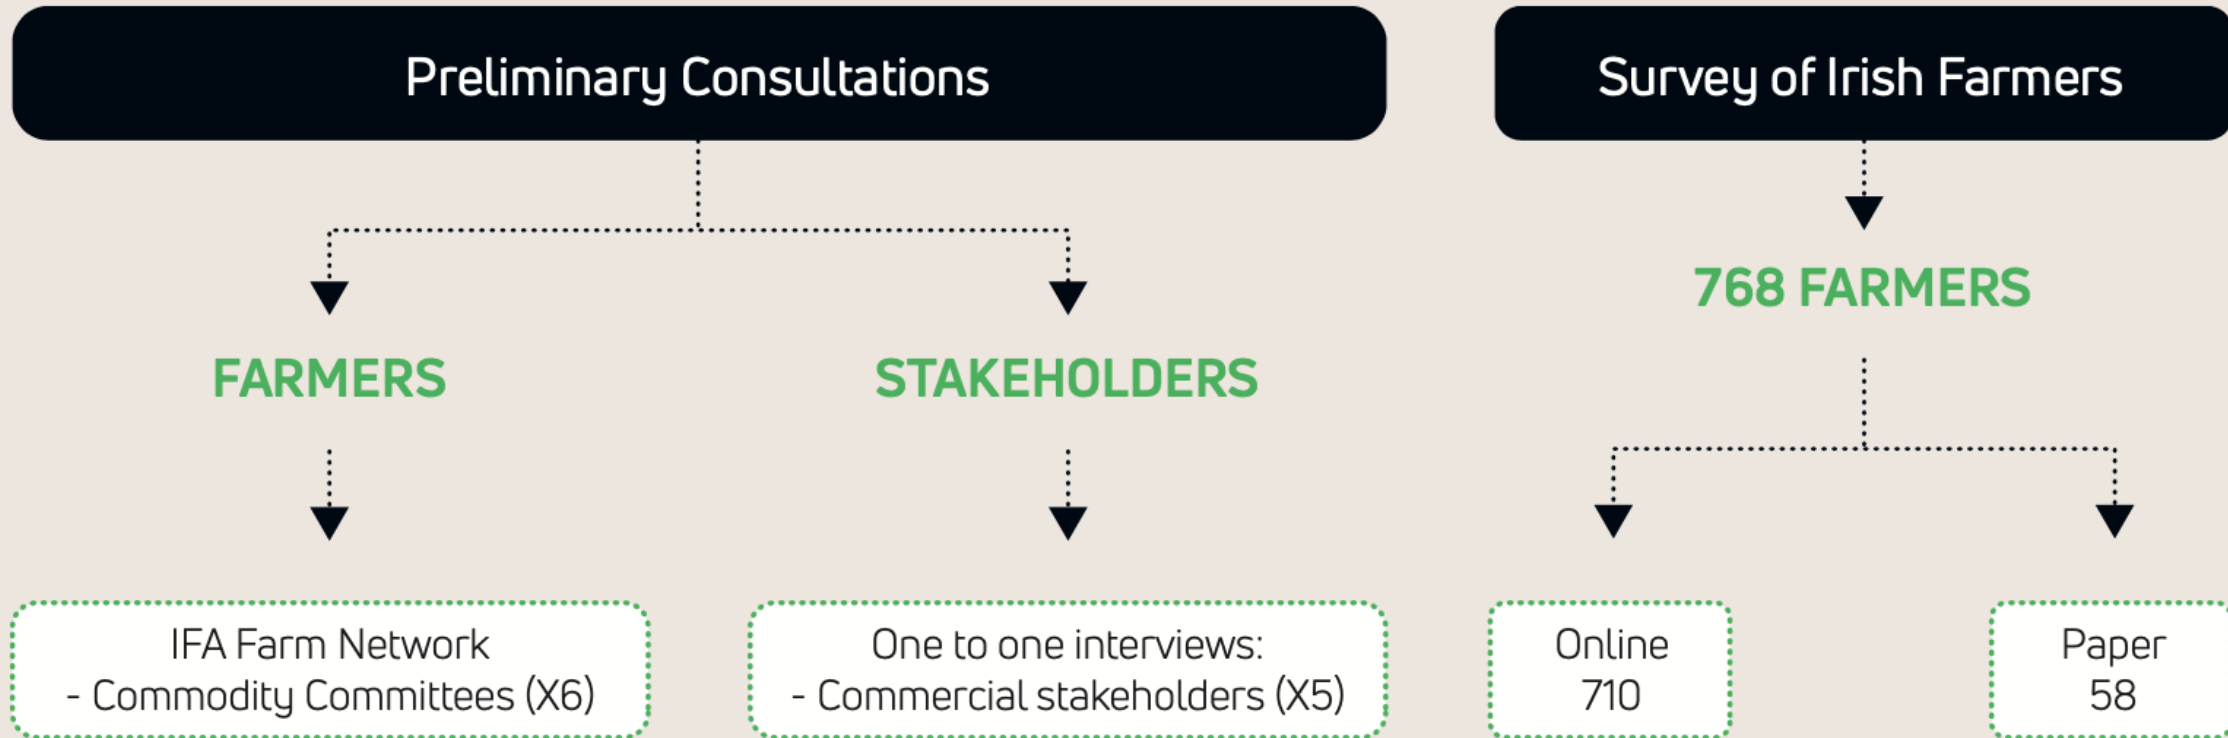 Preliminary Consultations
Survey of Irish Farmers
768 FARMERS
FARMERS
STAKEHOLDERS
IFA Farm Network
- Commodity Committees (X6)
One to one interviews:
- Commercial stakeholders (X5)
Online
710
Paper
58